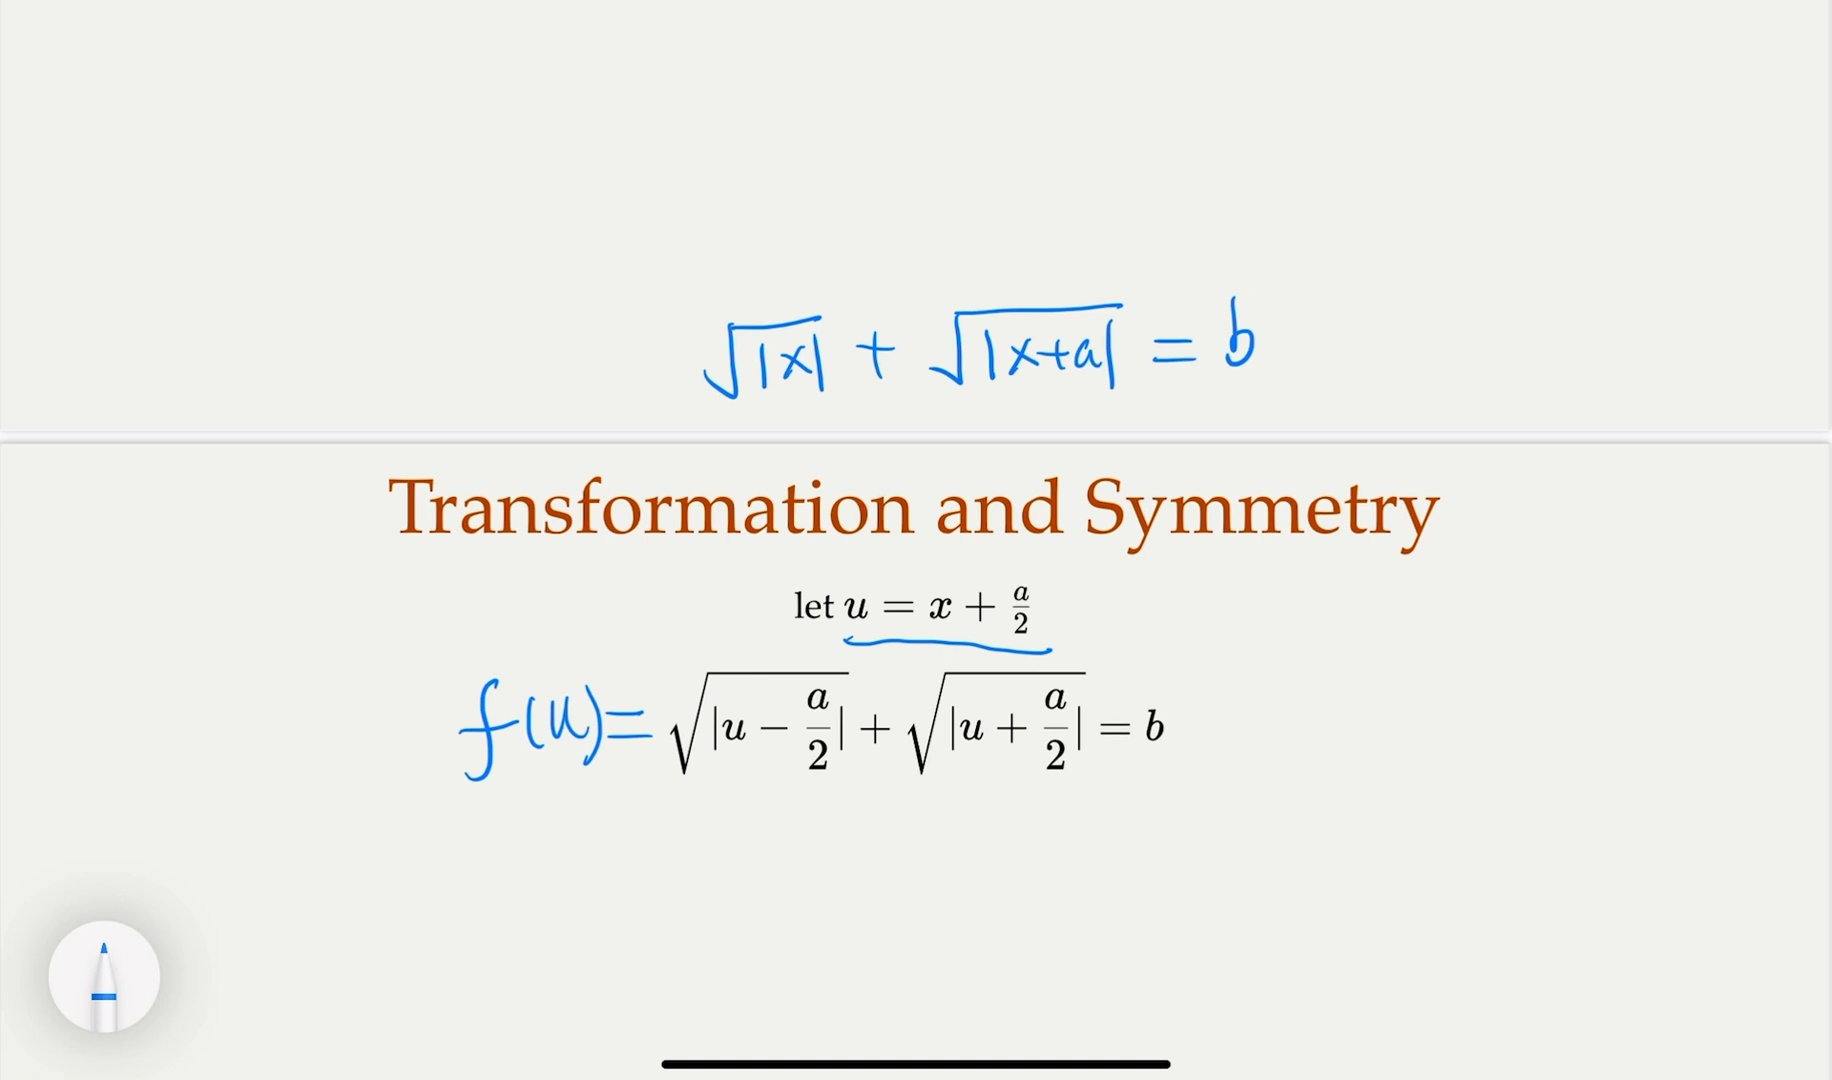 √|x| + √|x+a| = b
Transformation and Symmetry
let u = x + a/2
f(u)= √|u − a/2| + √|u + a/2| = b